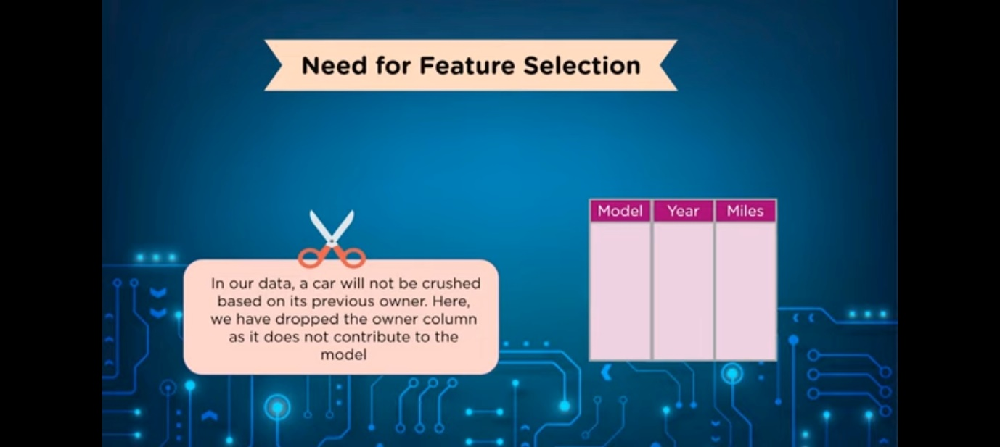 Need for Feature Selection
In our data, a car will not be crushed
based on its previous owner. Here,
we have dropped the owner column
as it does not contribute to the
model
Model Year Miles